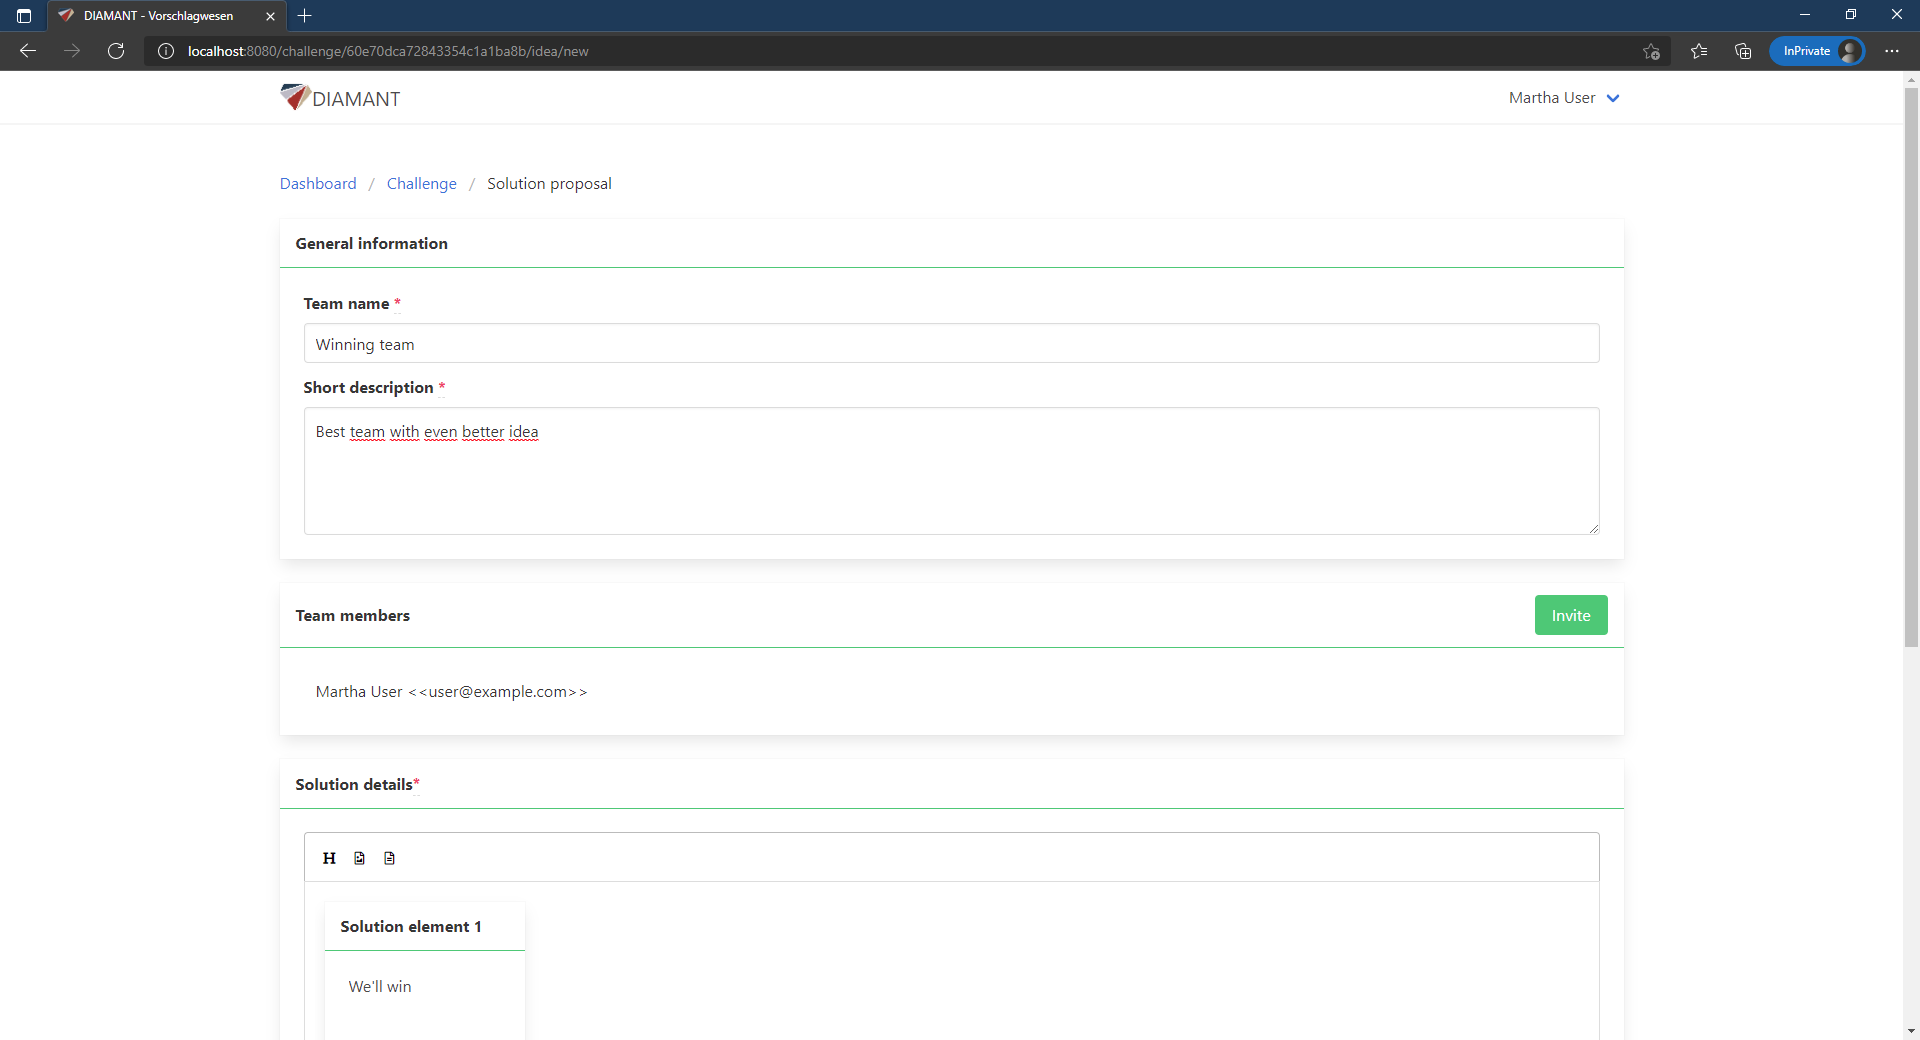 DIAMANT - Vorschlagwesen
localhost:8080/challenge/60e70dca72843354c1a1ba8b/idea/new
InPrivate
DIAMANT
Martha User
Dashboard / Challenge / Solution proposal
General information
Team name *
Winning team
Short description *
Best team with even better idea
Team members
Invite
Martha User <<user@example.com>>
Solution details*
H
Solution element 1
We'll win